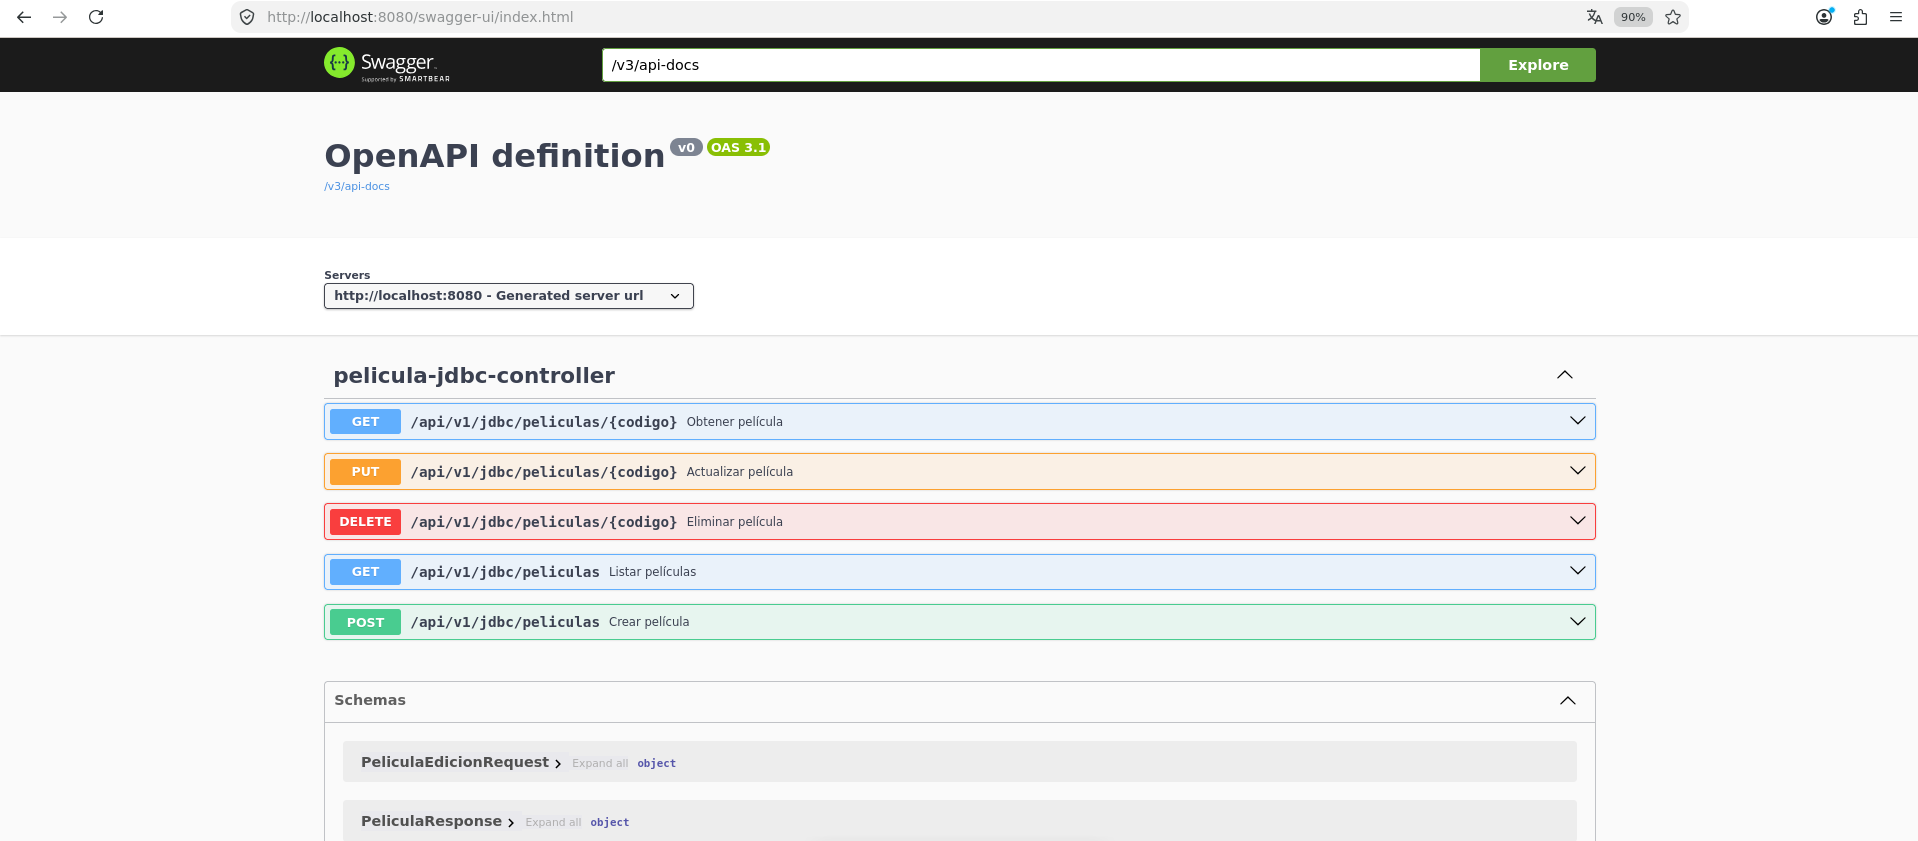 http://localhost:8080/swagger-ui/index.html
90%
Swagger
Supported by SMARTBEAR
/v3/api-docs
Explore
OpenAPI definition v0 OAS 3.1
/v3/api-docs
Servers
http://localhost:8080 - Generated server url
pelicula-jdbc-controller
GET /api/v1/jdbc/peliculas/{codigo} Obtener película
PUT /api/v1/jdbc/peliculas/{codigo} Actualizar película
DELETE /api/v1/jdbc/peliculas/{codigo} Eliminar película
GET /api/v1/jdbc/peliculas Listar películas
POST /api/v1/jdbc/peliculas Crear película
Schemas
PeliculaEdicionRequest Expand all object
PeliculaResponse Expand all object